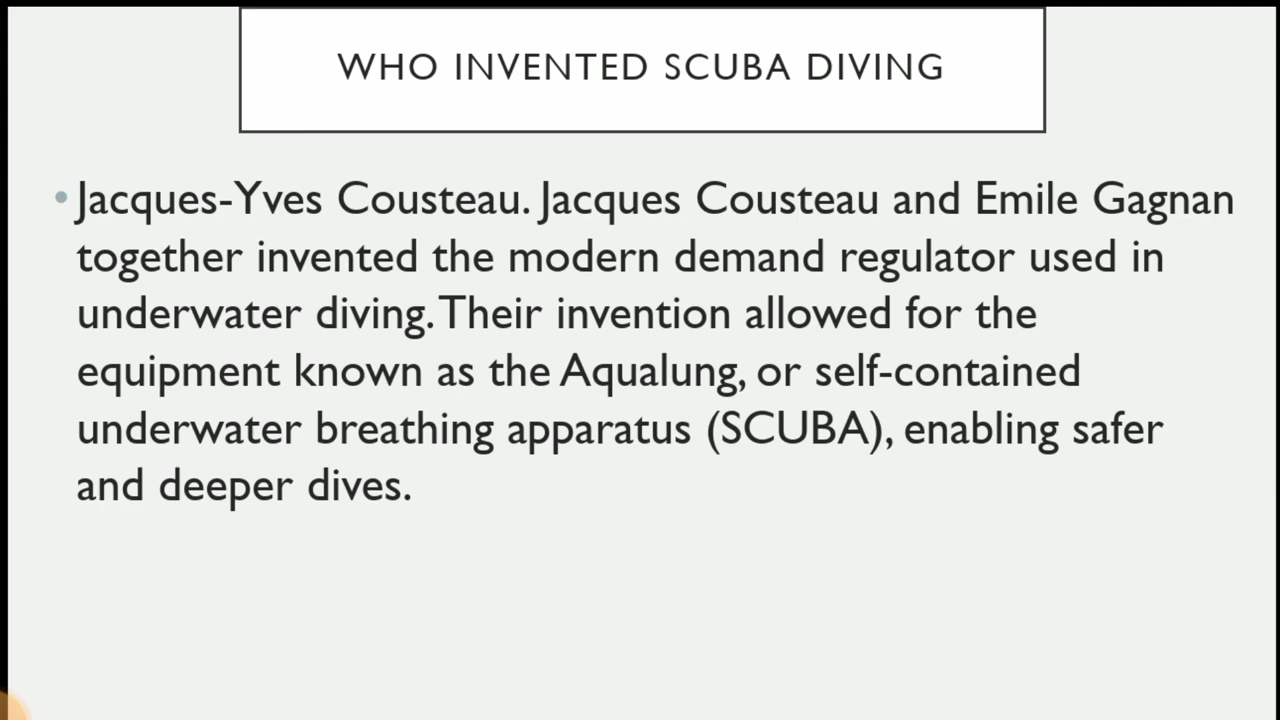 WHO INVENTED SCUBA DIVING
• Jacques-Yves Cousteau. Jacques Cousteau and Emile Gagnan
together invented the modern demand regulator used in
underwater diving. Their invention allowed for the
equipment known as the Aqualung, or self-contained
underwater breathing apparatus (SCUBA), enabling safer
and deeper dives.